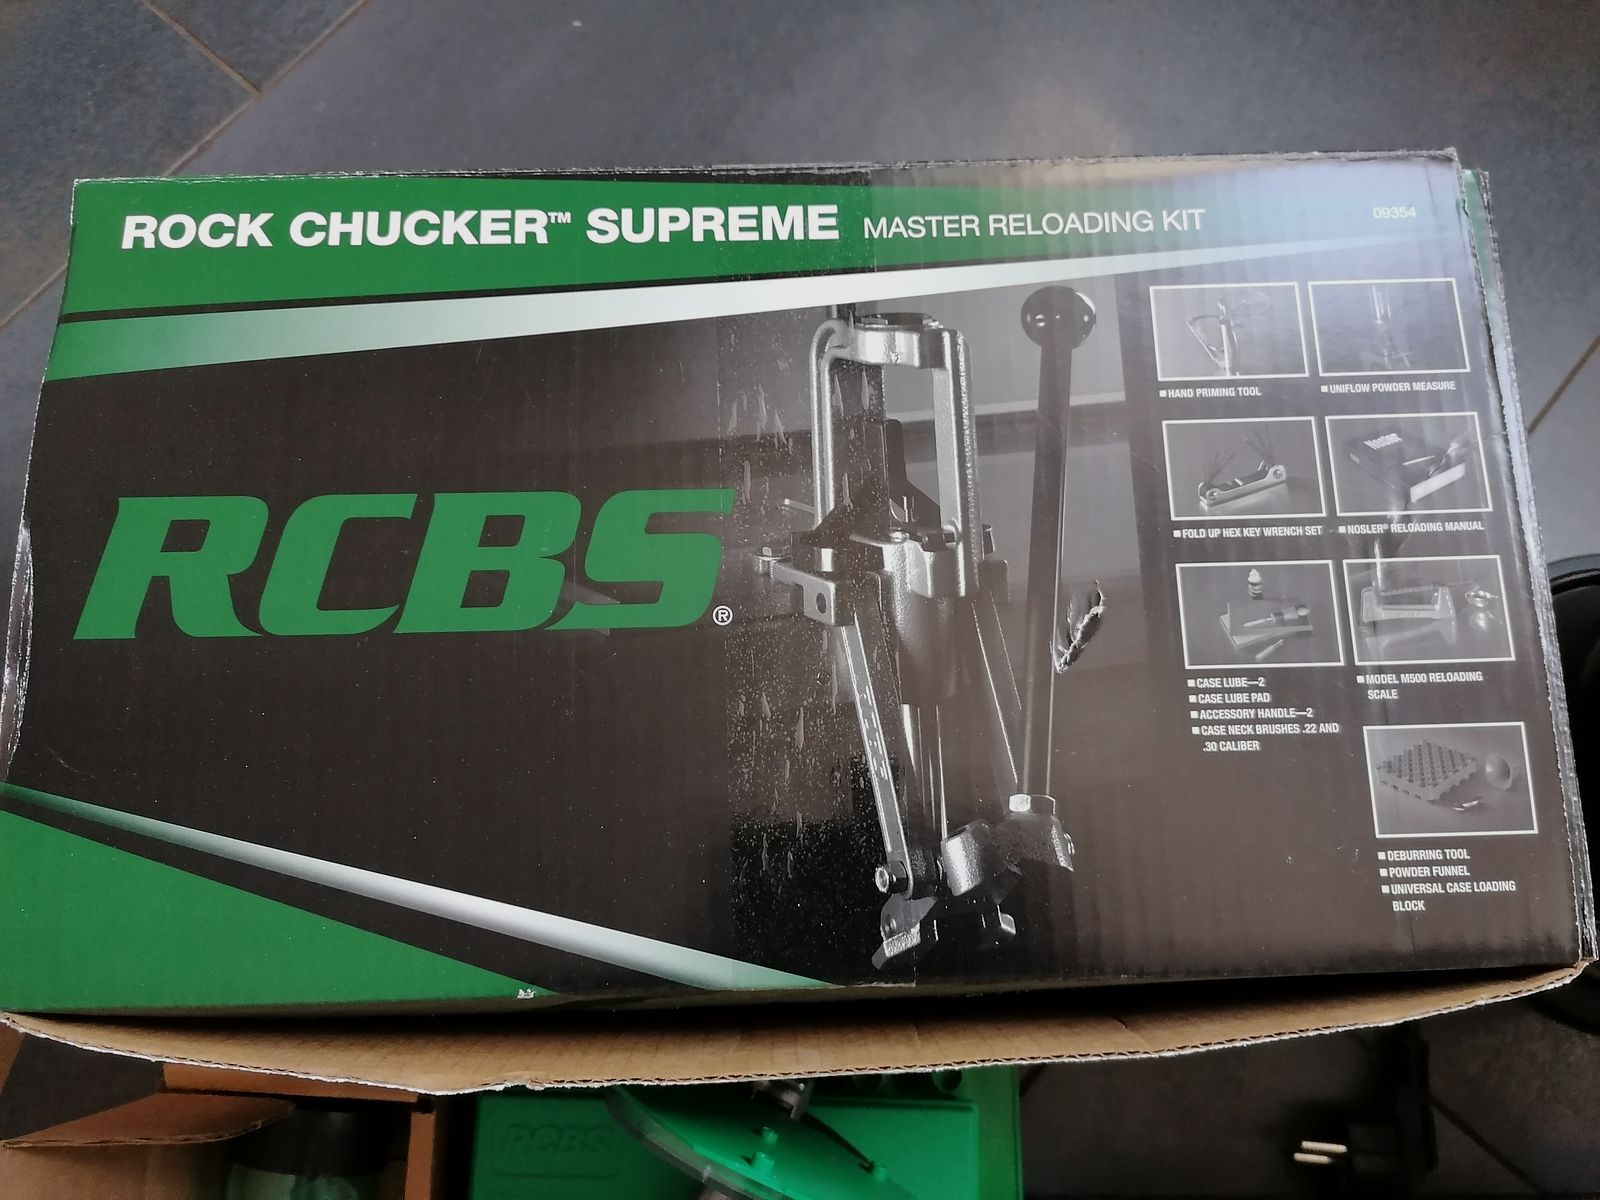 ROCK CHUCKER™ SUPREME MASTER RELOADING KIT
09354
RCBS®
■ HAND PRIMING TOOL
■ UNIFLOW POWDER MEASURE
Nosler
■ FOLD UP HEX KEY WRENCH SET
■ NOSLER® RELOADING MANUAL
■ CASE LUBE—2
■ CASE LUBE PAD
■ ACCESSORY HANDLE—2
■ CASE NECK BRUSHES .22 AND
.30 CALIBER
■ MODEL M500 RELOADING
SCALE
■ DEBURRING TOOL
■ POWDER FUNNEL
■ UNIVERSAL CASE LOADING
BLOCK
RCBS